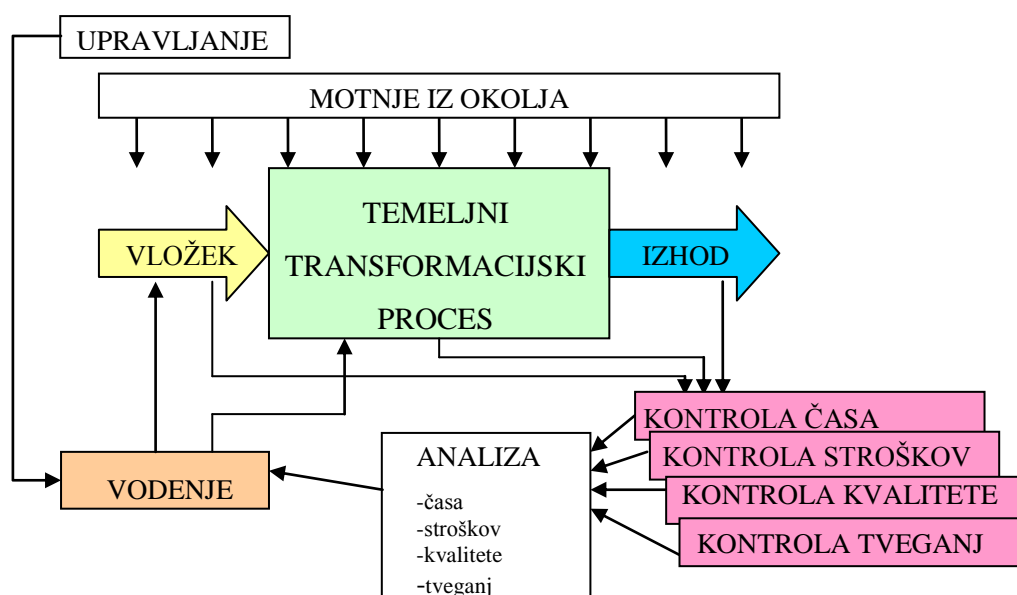 UPRAVLJANJE
MOTNJE IZ OKOLJA
TEMELJNI
TRANSFORMACIJSKI
PROCES
VLOŽEK
IZHOD
KONTROLA ČASA
KONTROLA STROŠKOV
KONTROLA KVALITETE
KONTROLA TVEGANJ
ANALIZA
-časa
-stroškov
-kvalitete
-tveganj
VODENJE